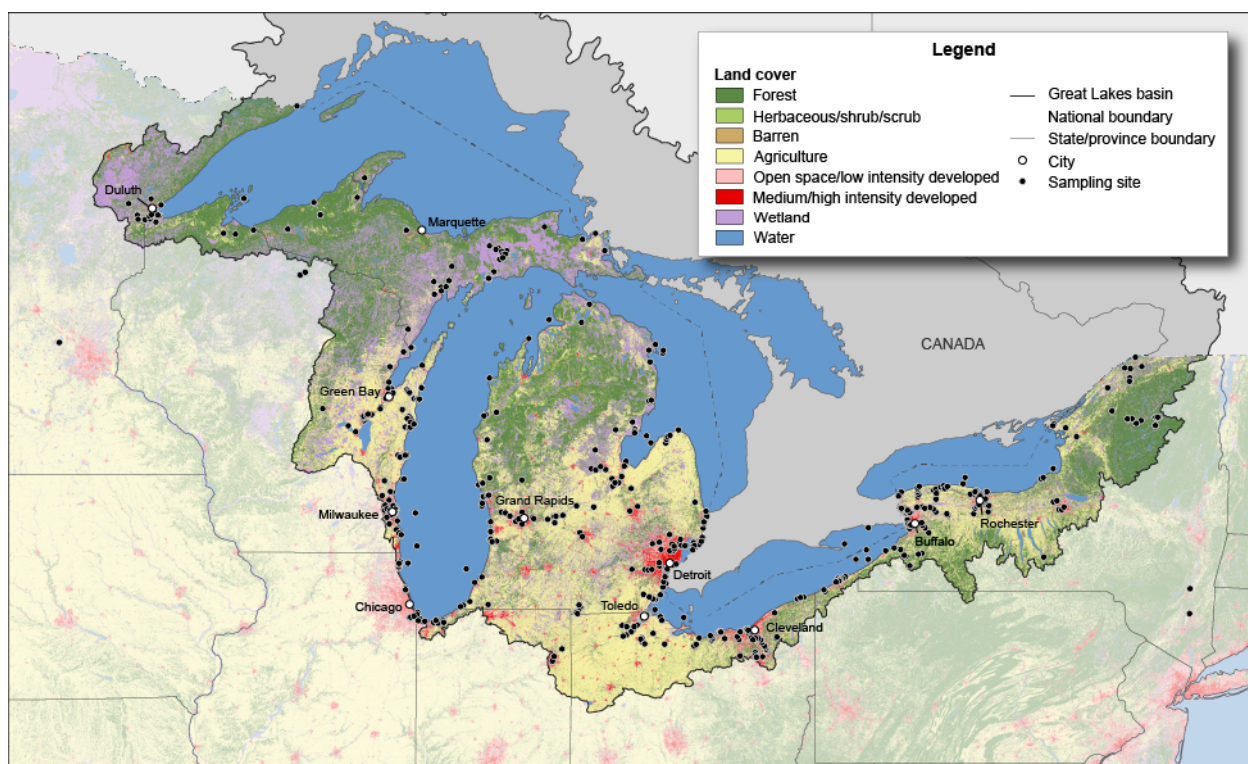 Legend
Land cover
Forest
Herbaceous/shrub/scrub
Barren
Agriculture
Open space/low intensity developed
Medium/high intensity developed
Wetland
Water
Great Lakes basin
National boundary
State/province boundary
City
Sampling site
Duluth
Marquette
CANADA
Green Bay
Grand Rapids
Milwaukee
Rochester
Buffalo
Detroit
Chicago
Toledo
Cleveland